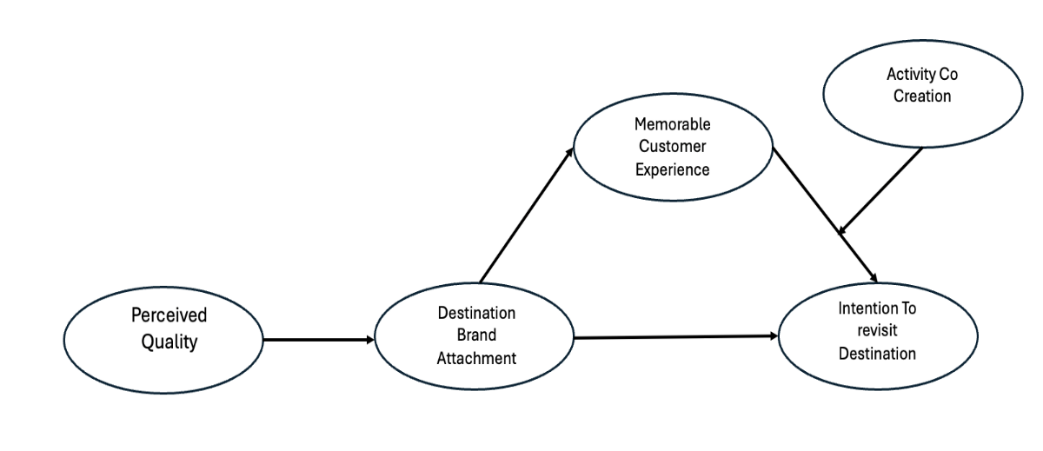 Activity Co
Creation
Memorable
Customer
Experience
Perceived
Quality
Destination
Brand
Attachment
Intention To
revisit
Destination